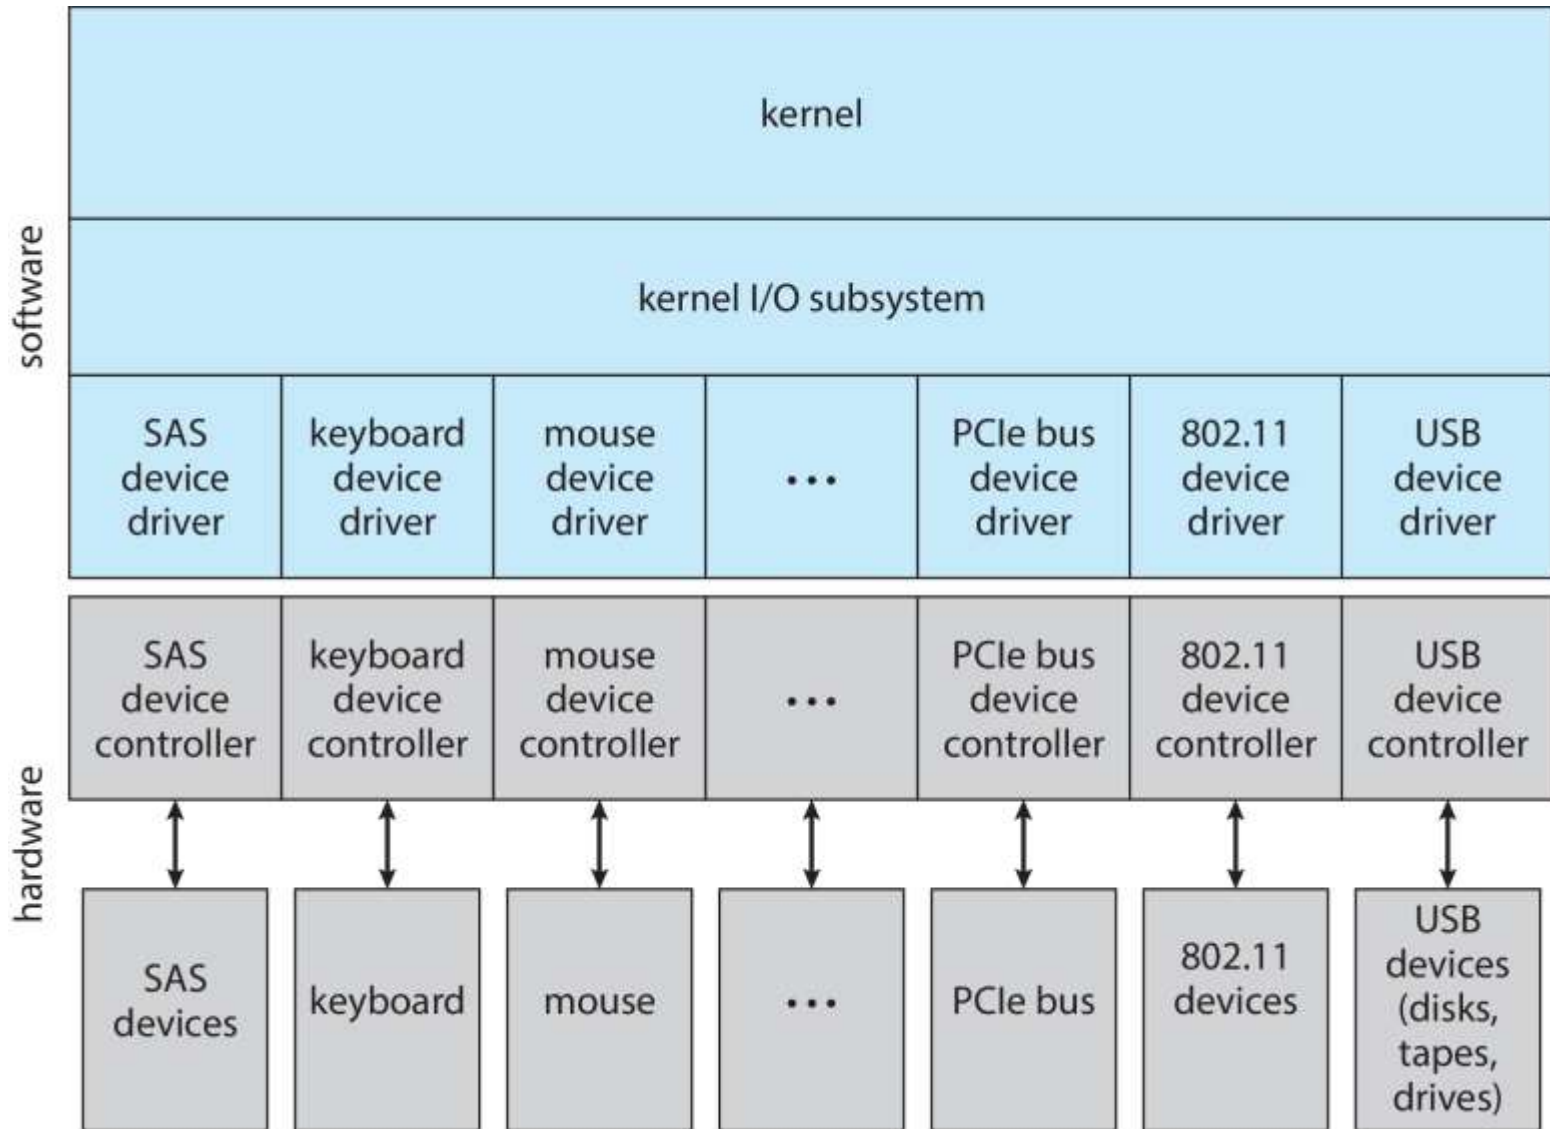 software
kernel
kernel I/O subsystem
SAS
device
driver
keyboard
device
driver
mouse
device
driver
...
PCIe bus
device
driver
802.11
device
driver
USB
device
driver
hardware
SAS
device
controller
keyboard
device
controller
mouse
device
controller
...
PCIe bus
device
controller
802.11
device
controller
USB
device
controller
SAS
devices
keyboard
mouse
...
PCIe bus
802.11
devices
USB
devices
(disks,
tapes,
drives)